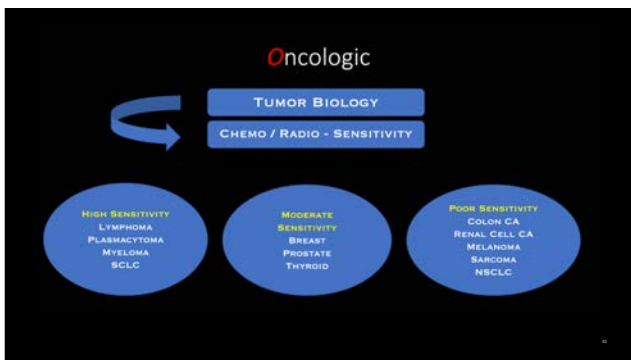 Oncologic
TUMOR BIOLOGY
CHEMO / RADIO - SENSITIVITY
HIGH SENSITIVITY
LYMPHOMA
PLASMACYTOMA
MYELOMA
SCLC
MODERATE
SENSITIVITY
BREAST
PROSTATE
THYROID
POOR SENSITIVITY
COLON CA
RENAL CELL CA
MELANOMA
SARCOMA
NSCLC